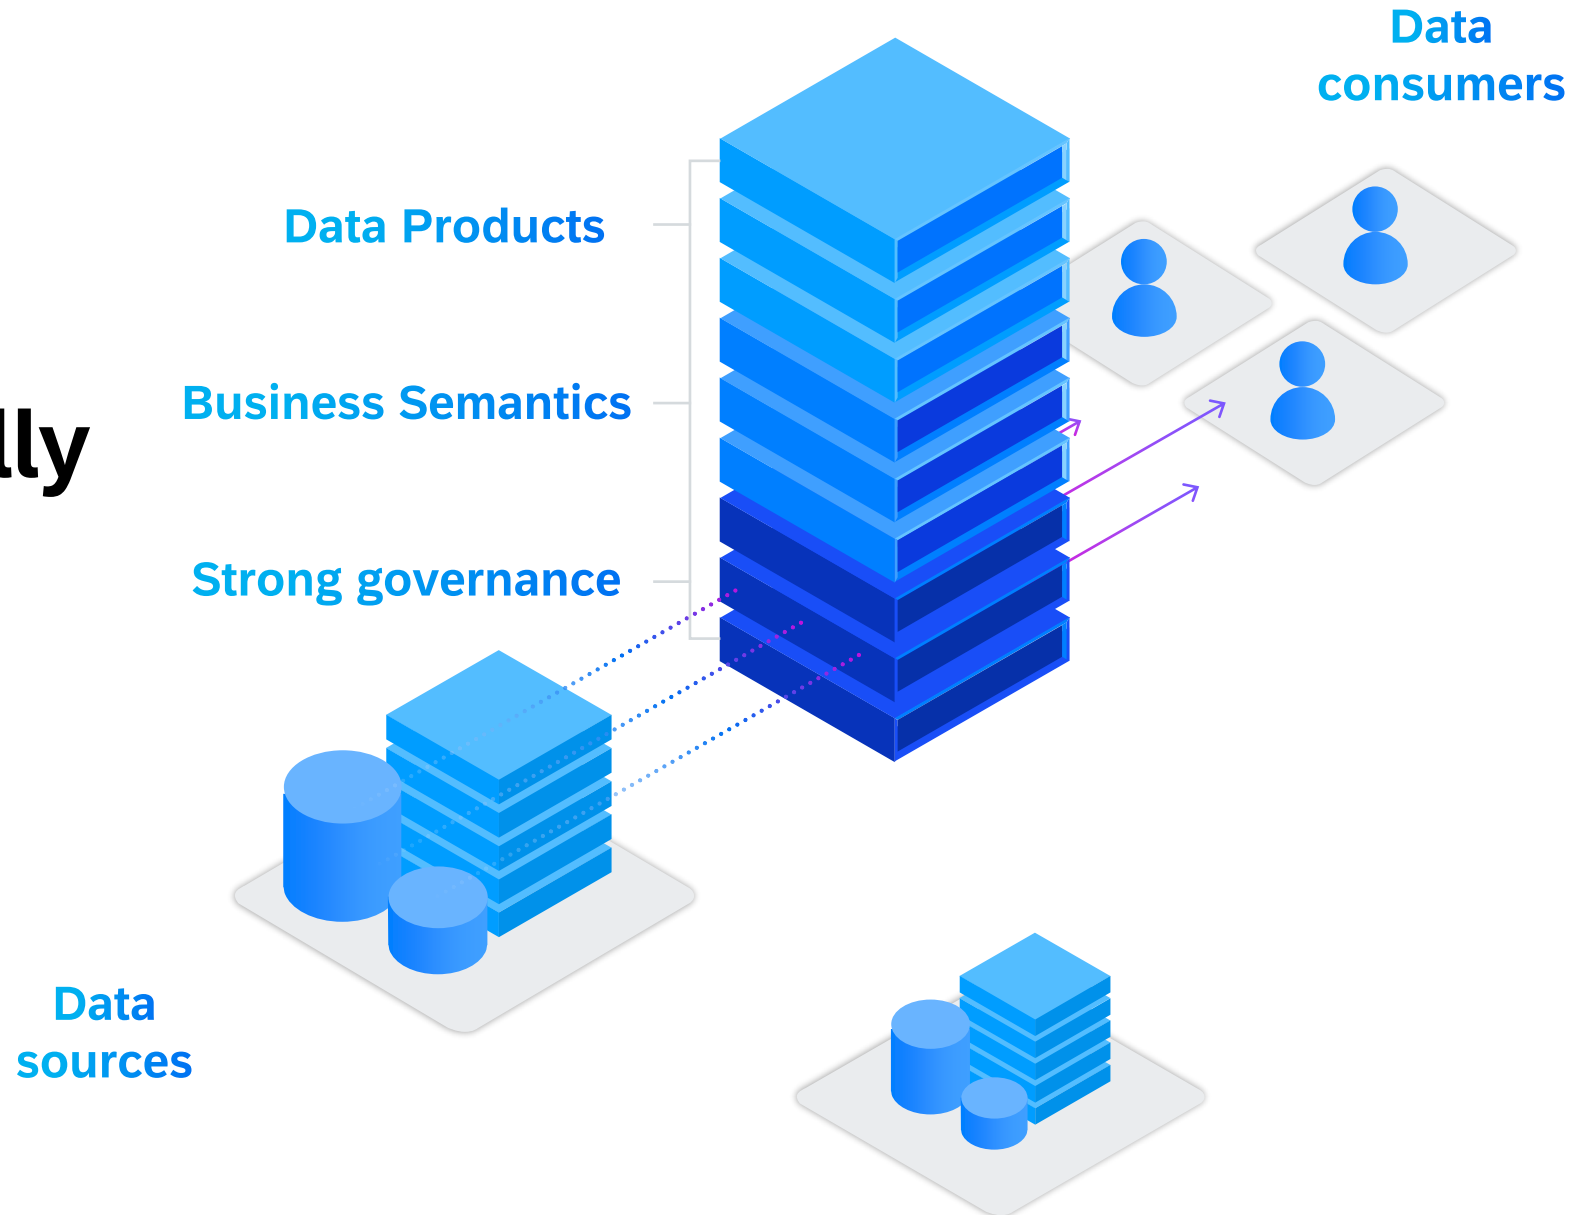 Data
consumers
Data Products
Business Semantics
lly
Strong governance
Data
sources